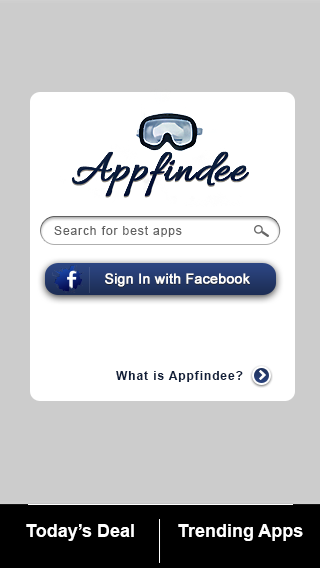 Appfindee
Search for best apps
f Sign In with Facebook
What is Appfindee?
Today’s Deal
Trending Apps